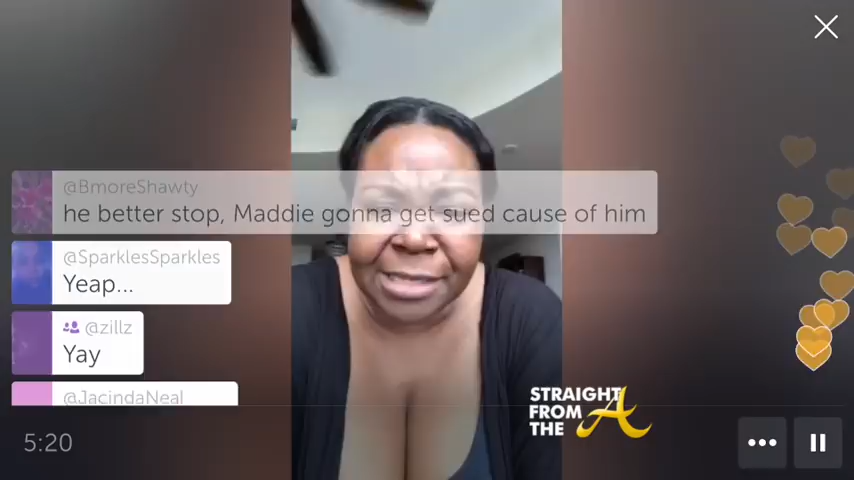 @BmoreShawty
he better stop, Maddie gonna get sued cause of him
@SparklesSparkles
Yeap...
@zillz
Yay
@JacindaNeal
STRAIGHT
FROM
THE A
5:20